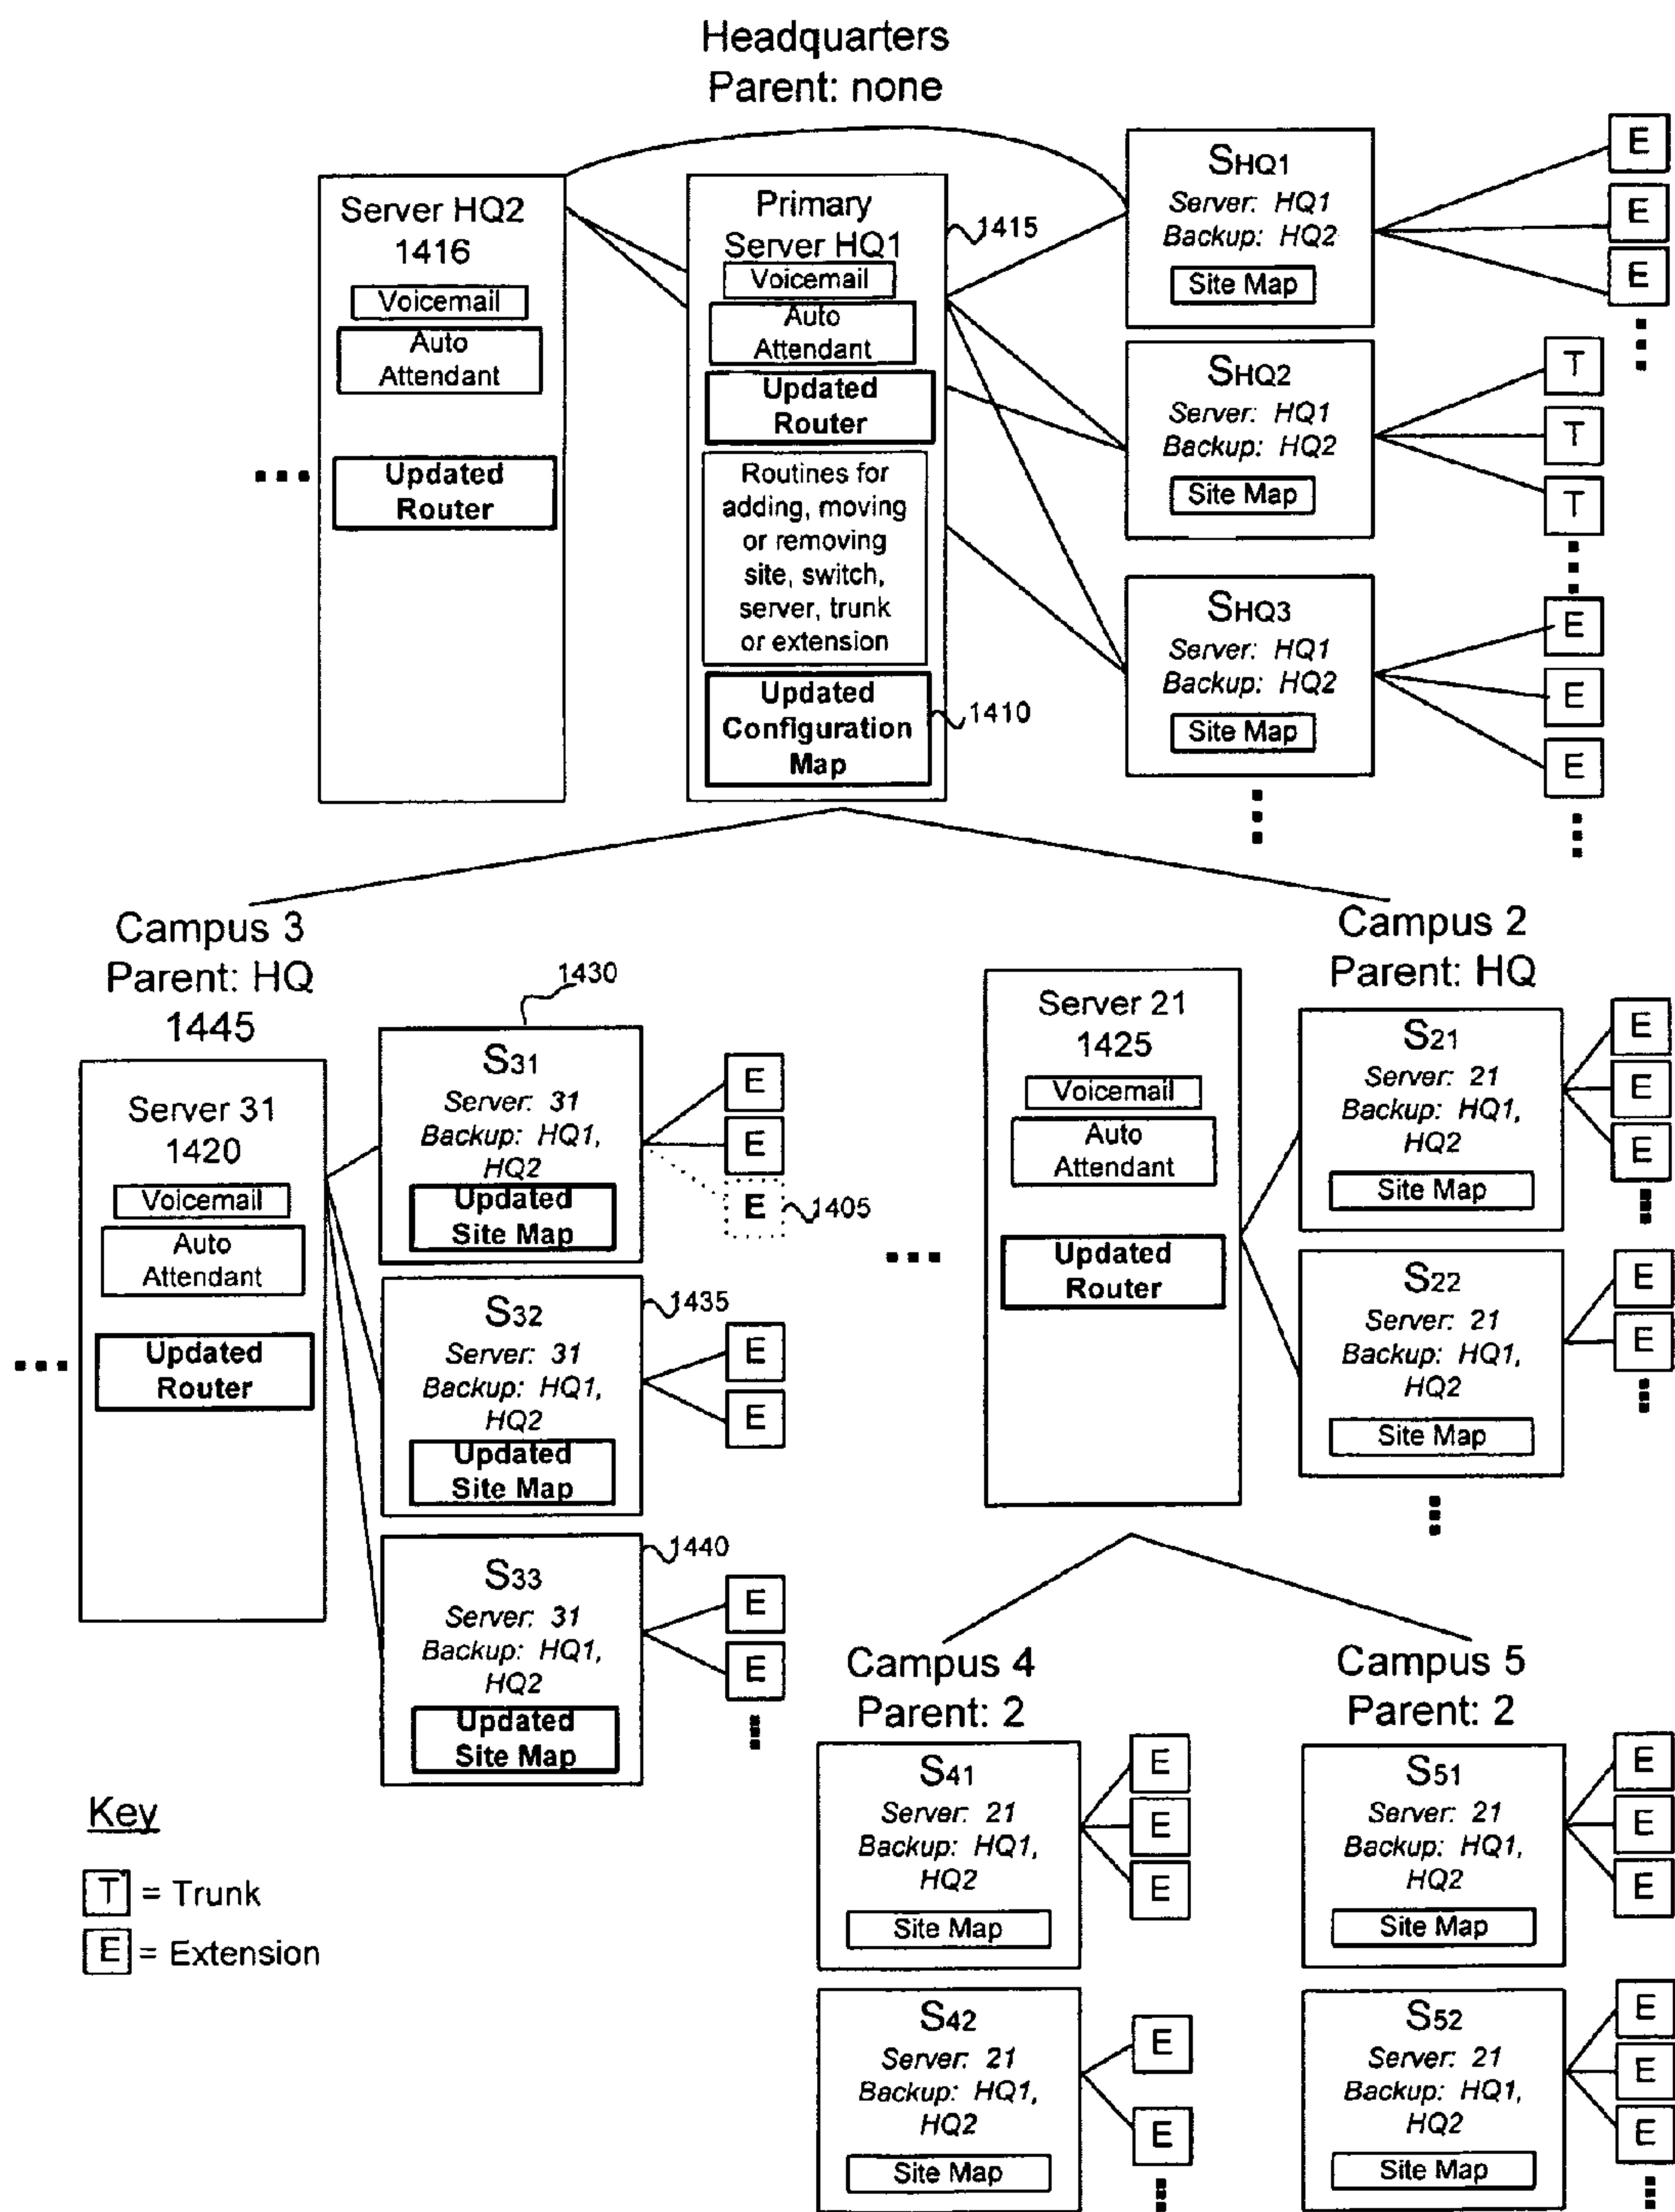 Headquarters
Parent: none
Server HQ2
1416
Voicemail
Auto
Attendant
Updated
Router
Primary
Server HQ1
1415
Voicemail
Auto
Attendant
Updated
Router
Routines for
adding, moving
or removing
site, switch,
server, trunk
or extension
Updated
Configuration
Map
1410
SHQ1
Server: HQ1
Backup: HQ2
Site Map
E
E
E
SHQ2
Server: HQ1
Backup: HQ2
Site Map
T
T
T
SHQ3
Server: HQ1
Backup: HQ2
Site Map
E
E
E
Campus 3
Parent: HQ
1445
Server 31
1420
Voicemail
Auto
Attendant
Updated
Router
1430
S31
Server: 31
Backup: HQ1,
HQ2
Updated
Site Map
E
E
E
1405
1435
S32
Server: 31
Backup: HQ1,
HQ2
Updated
Site Map
E
E
1440
S33
Server: 31
Backup: HQ1,
HQ2
Updated
Site Map
E
E
Campus 2
Parent: HQ
Server 21
1425
Voicemail
Auto
Attendant
Updated
Router
S21
Server: 21
Backup: HQ1,
HQ2
Site Map
E
E
E
S22
Server: 21
Backup: HQ1,
HQ2
Site Map
E
E
Campus 4
Parent: 2
S41
Server: 21
Backup: HQ1,
HQ2
Site Map
E
E
E
S42
Server: 21
Backup: HQ1,
HQ2
Site Map
E
E
Campus 5
Parent: 2
S51
Server: 21
Backup: HQ1,
HQ2
Site Map
E
E
E
S52
Server: 21
Backup: HQ1,
HQ2
Site Map
E
E
E
Key
T = Trunk
E = Extension